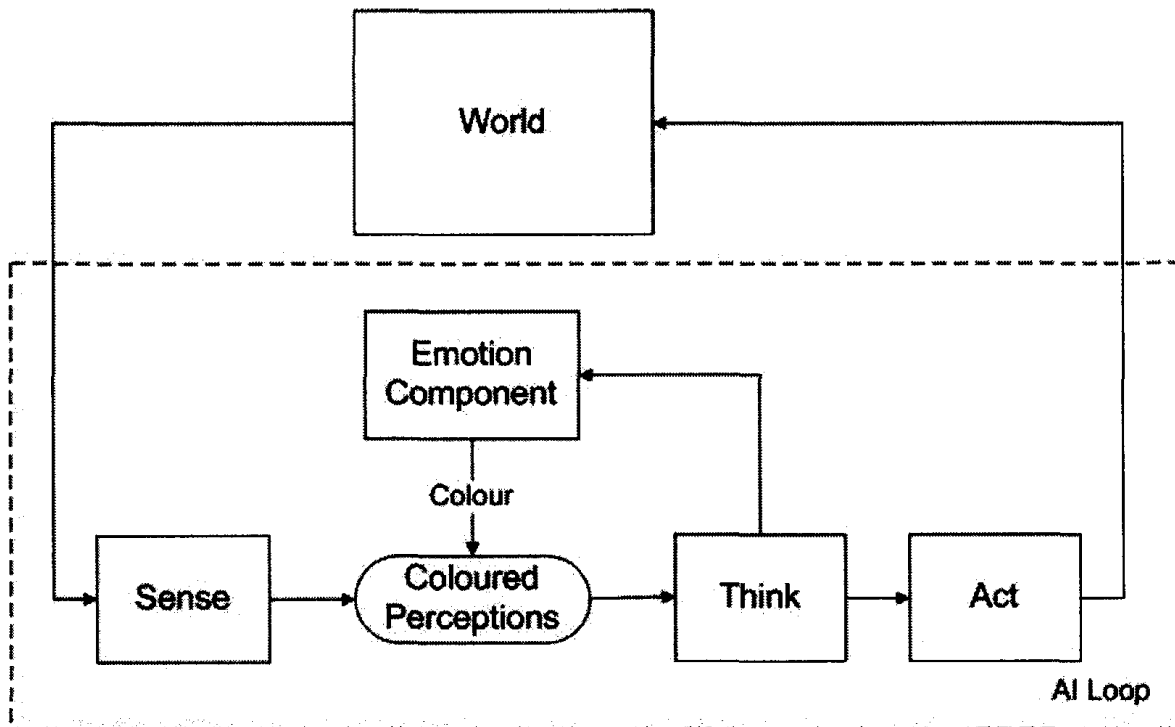 World
Emotion
Component
Colour
Sense
Coloured
Perceptions
Think
Act
AI Loop